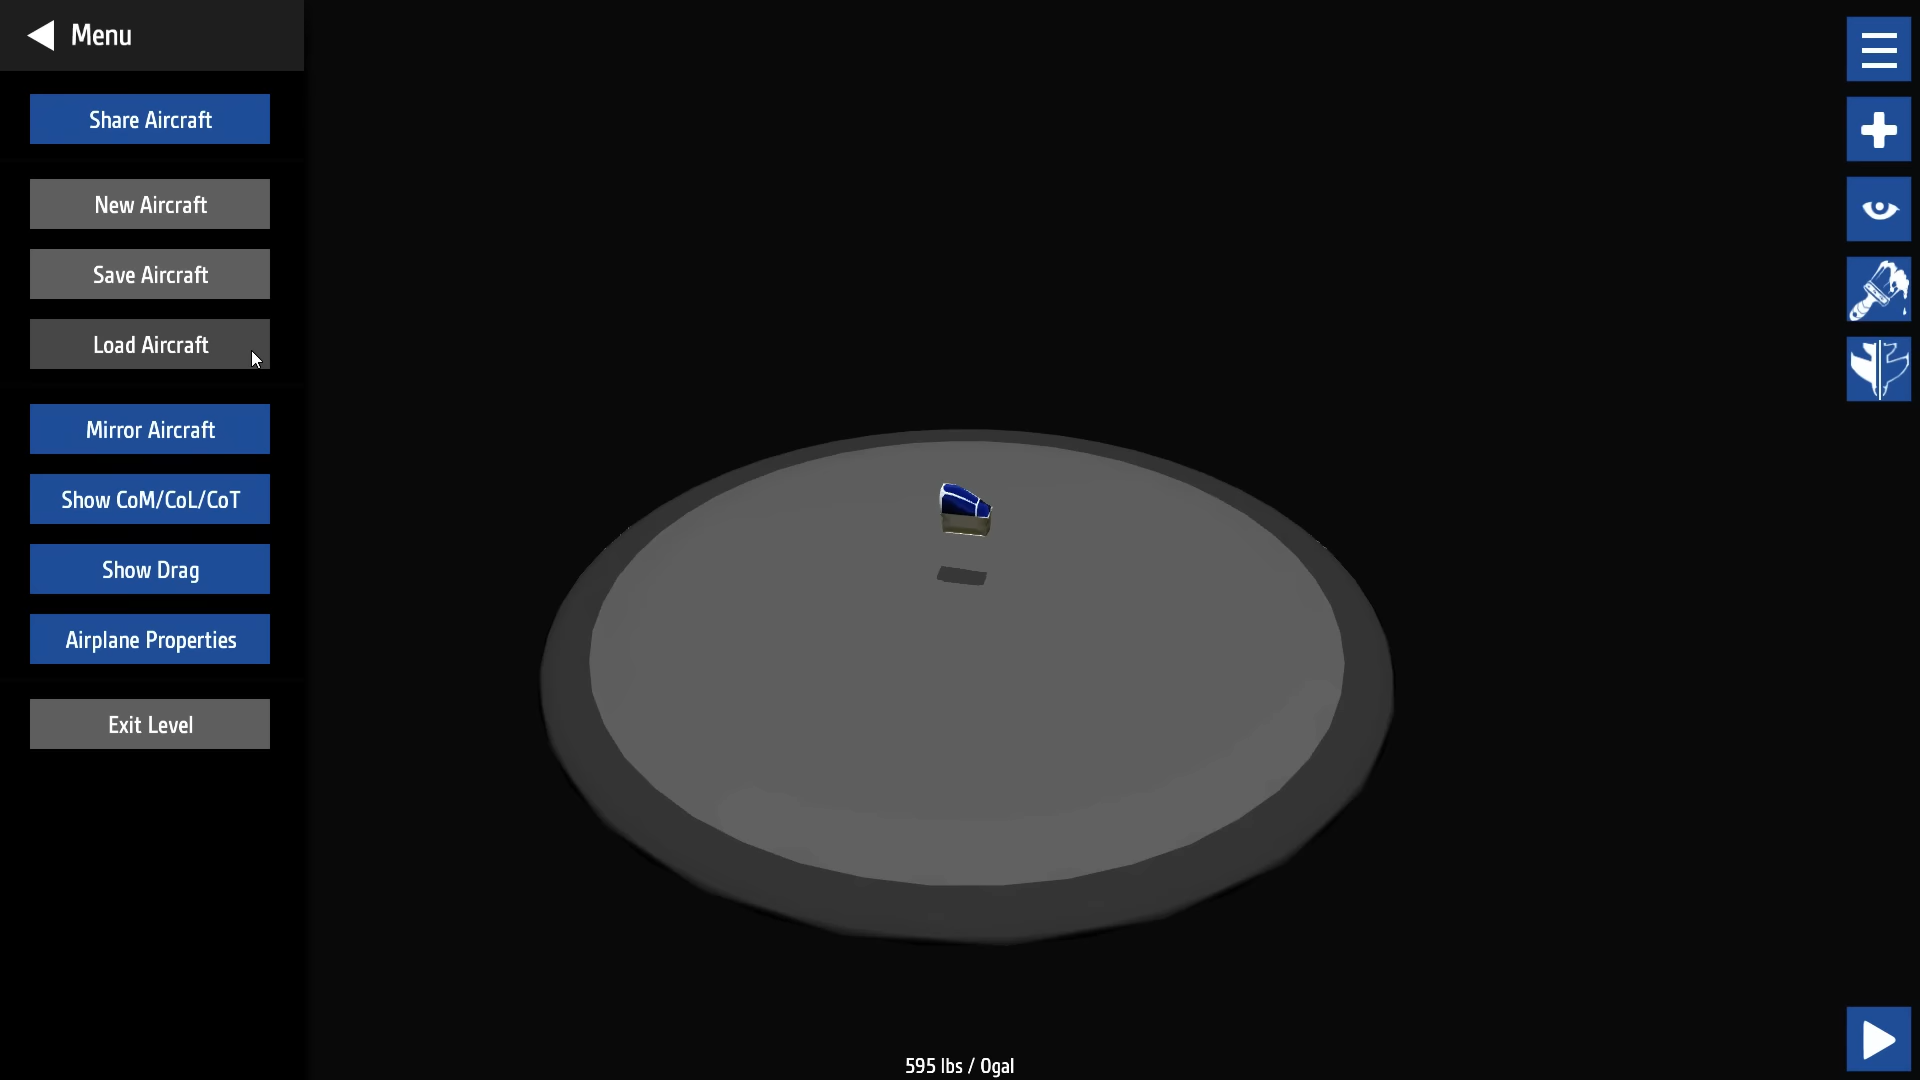 Menu
Share Aircraft
New Aircraft
Save Aircraft
Load Aircraft
Mirror Aircraft
Show CoM/CoL/CoT
Show Drag
Airplane Properties
Exit Level
595 lbs / 0gal